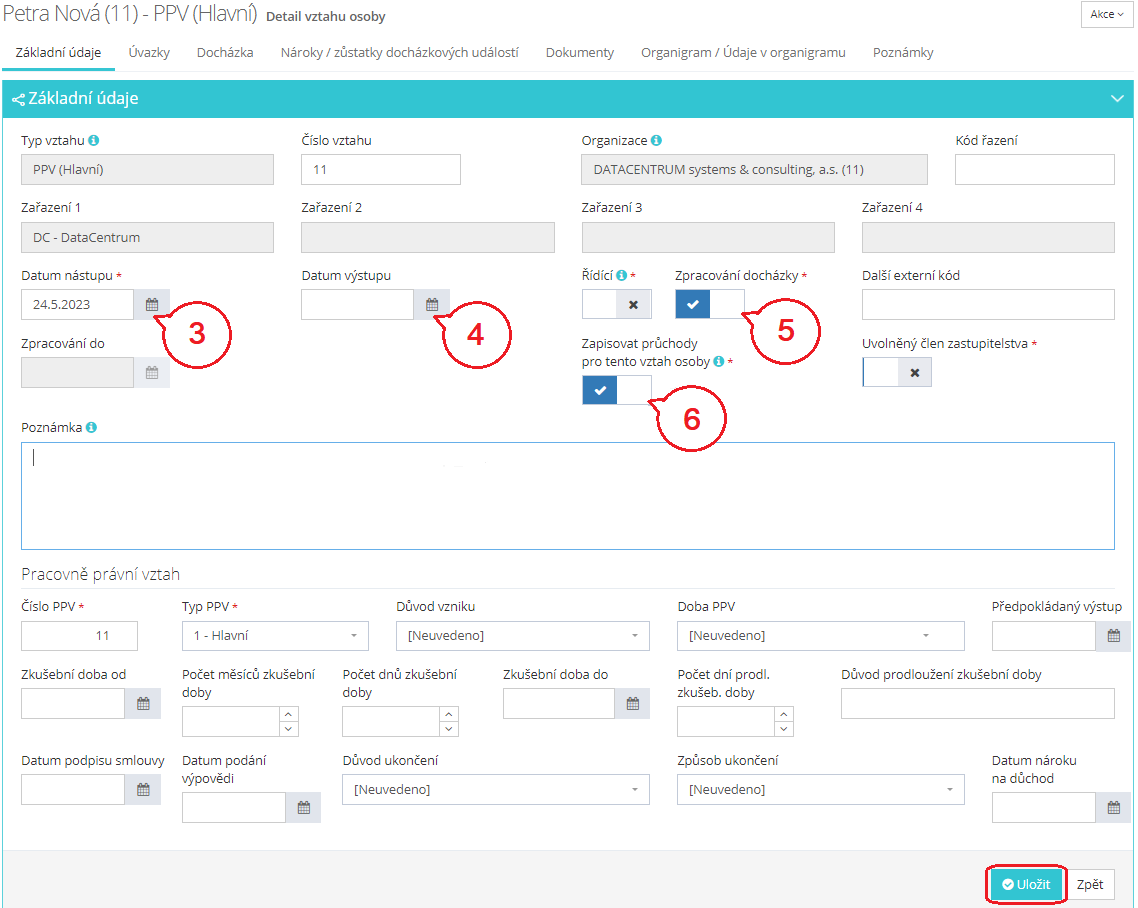 Petra Nová (11) - PPV (Hlavní) Detail vztahu osoby
Akce
Základní údaje Úvazky Docházka Nároky / zůstatky docházkových událostí Dokumenty Organigram / Údaje v organigramu Poznámky
Základní údaje
Typ vztahu Číslo vztahu Organizace Kód řazení
PPV (Hlavní) 11 DATACENTRUM systems & consulting, a.s. (11)
Zařazení 1 Zařazení 2 Zařazení 3 Zařazení 4
DC - DataCentrum
Datum nástupu * Datum výstupu Řídící * Zpracování docházky * Další externí kód
24.5.2023
3 4 5
Zpracování do Zapisovat průchody Uvolněný člen zastupitelstva *
pro tento vztah osoby *
6
Poznámka
Pracovně právní vztah
Číslo PPV * Typ PPV * Důvod vzniku Doba PPV Předpokládaný výstup
11 1 - Hlavní [Neuvedeno] [Neuvedeno]
Zkušební doba od Počet měsíců zkušební Počet dnů zkušební Zkušební doba do Počet dní prodl. Důvod prodloužení zkušební doby
doby doby zkušeb. doby
Datum podpisu smlouvy Datum podání Důvod ukončení Způsob ukončení Datum nároku
výpovědi na důchod
[Neuvedeno] [Neuvedeno]
Uložit Zpět